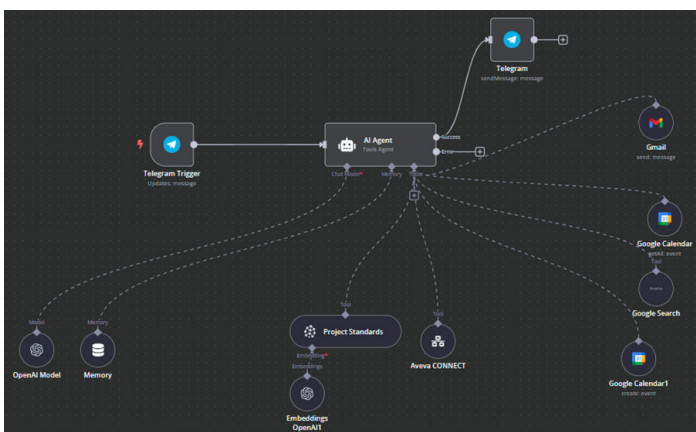 Telegram
sendMessage: message
AI Agent
Tools Agent
Success
Error
Gmail
send: message
Telegram Trigger
Updates: message
Chat Model*
Memory
Tools
Google Calendar
getAll: event
Tool
Google Search
Tool
Project Standards
Tool
Aveva CONNECT
Embedding*
Embeddings
Embeddings
OpenAI1
Model
OpenAI Model
Memory
Memory
Google Calendar1
create: event